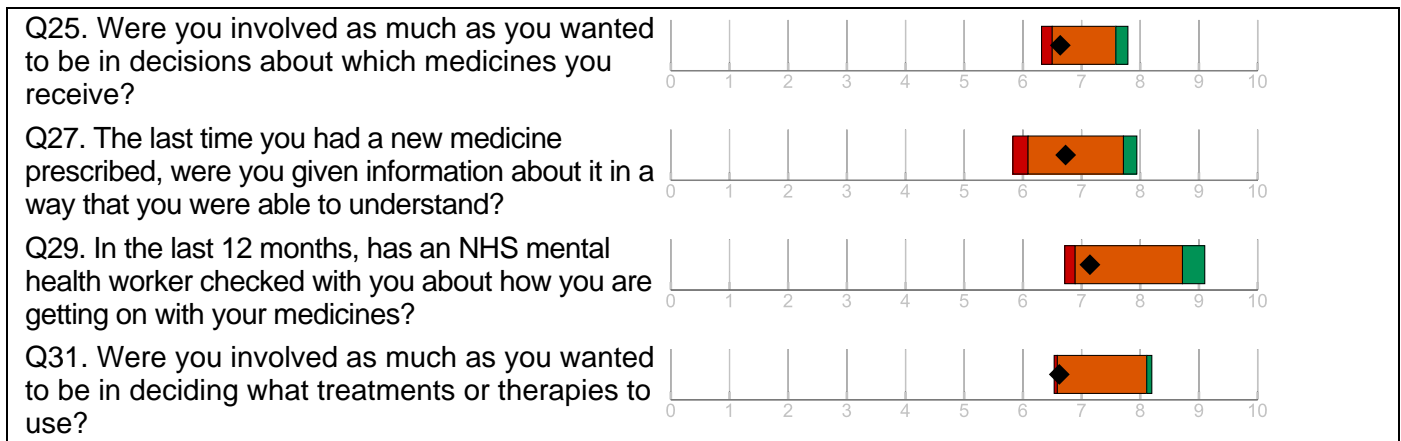 Q25. Were you involved as much as you wanted
to be in decisions about which medicines you
receive?
0 1 2 3 4 5 6 7 8 9 10
Q27. The last time you had a new medicine
prescribed, were you given information about it in a
way that you were able to understand?
0 1 2 3 4 5 6 7 8 9 10
Q29. In the last 12 months, has an NHS mental
health worker checked with you about how you are
getting on with your medicines?
0 1 2 3 4 5 6 7 8 9 10
Q31. Were you involved as much as you wanted
to be in deciding what treatments or therapies to
use?
0 1 2 3 4 5 6 7 8 9 10